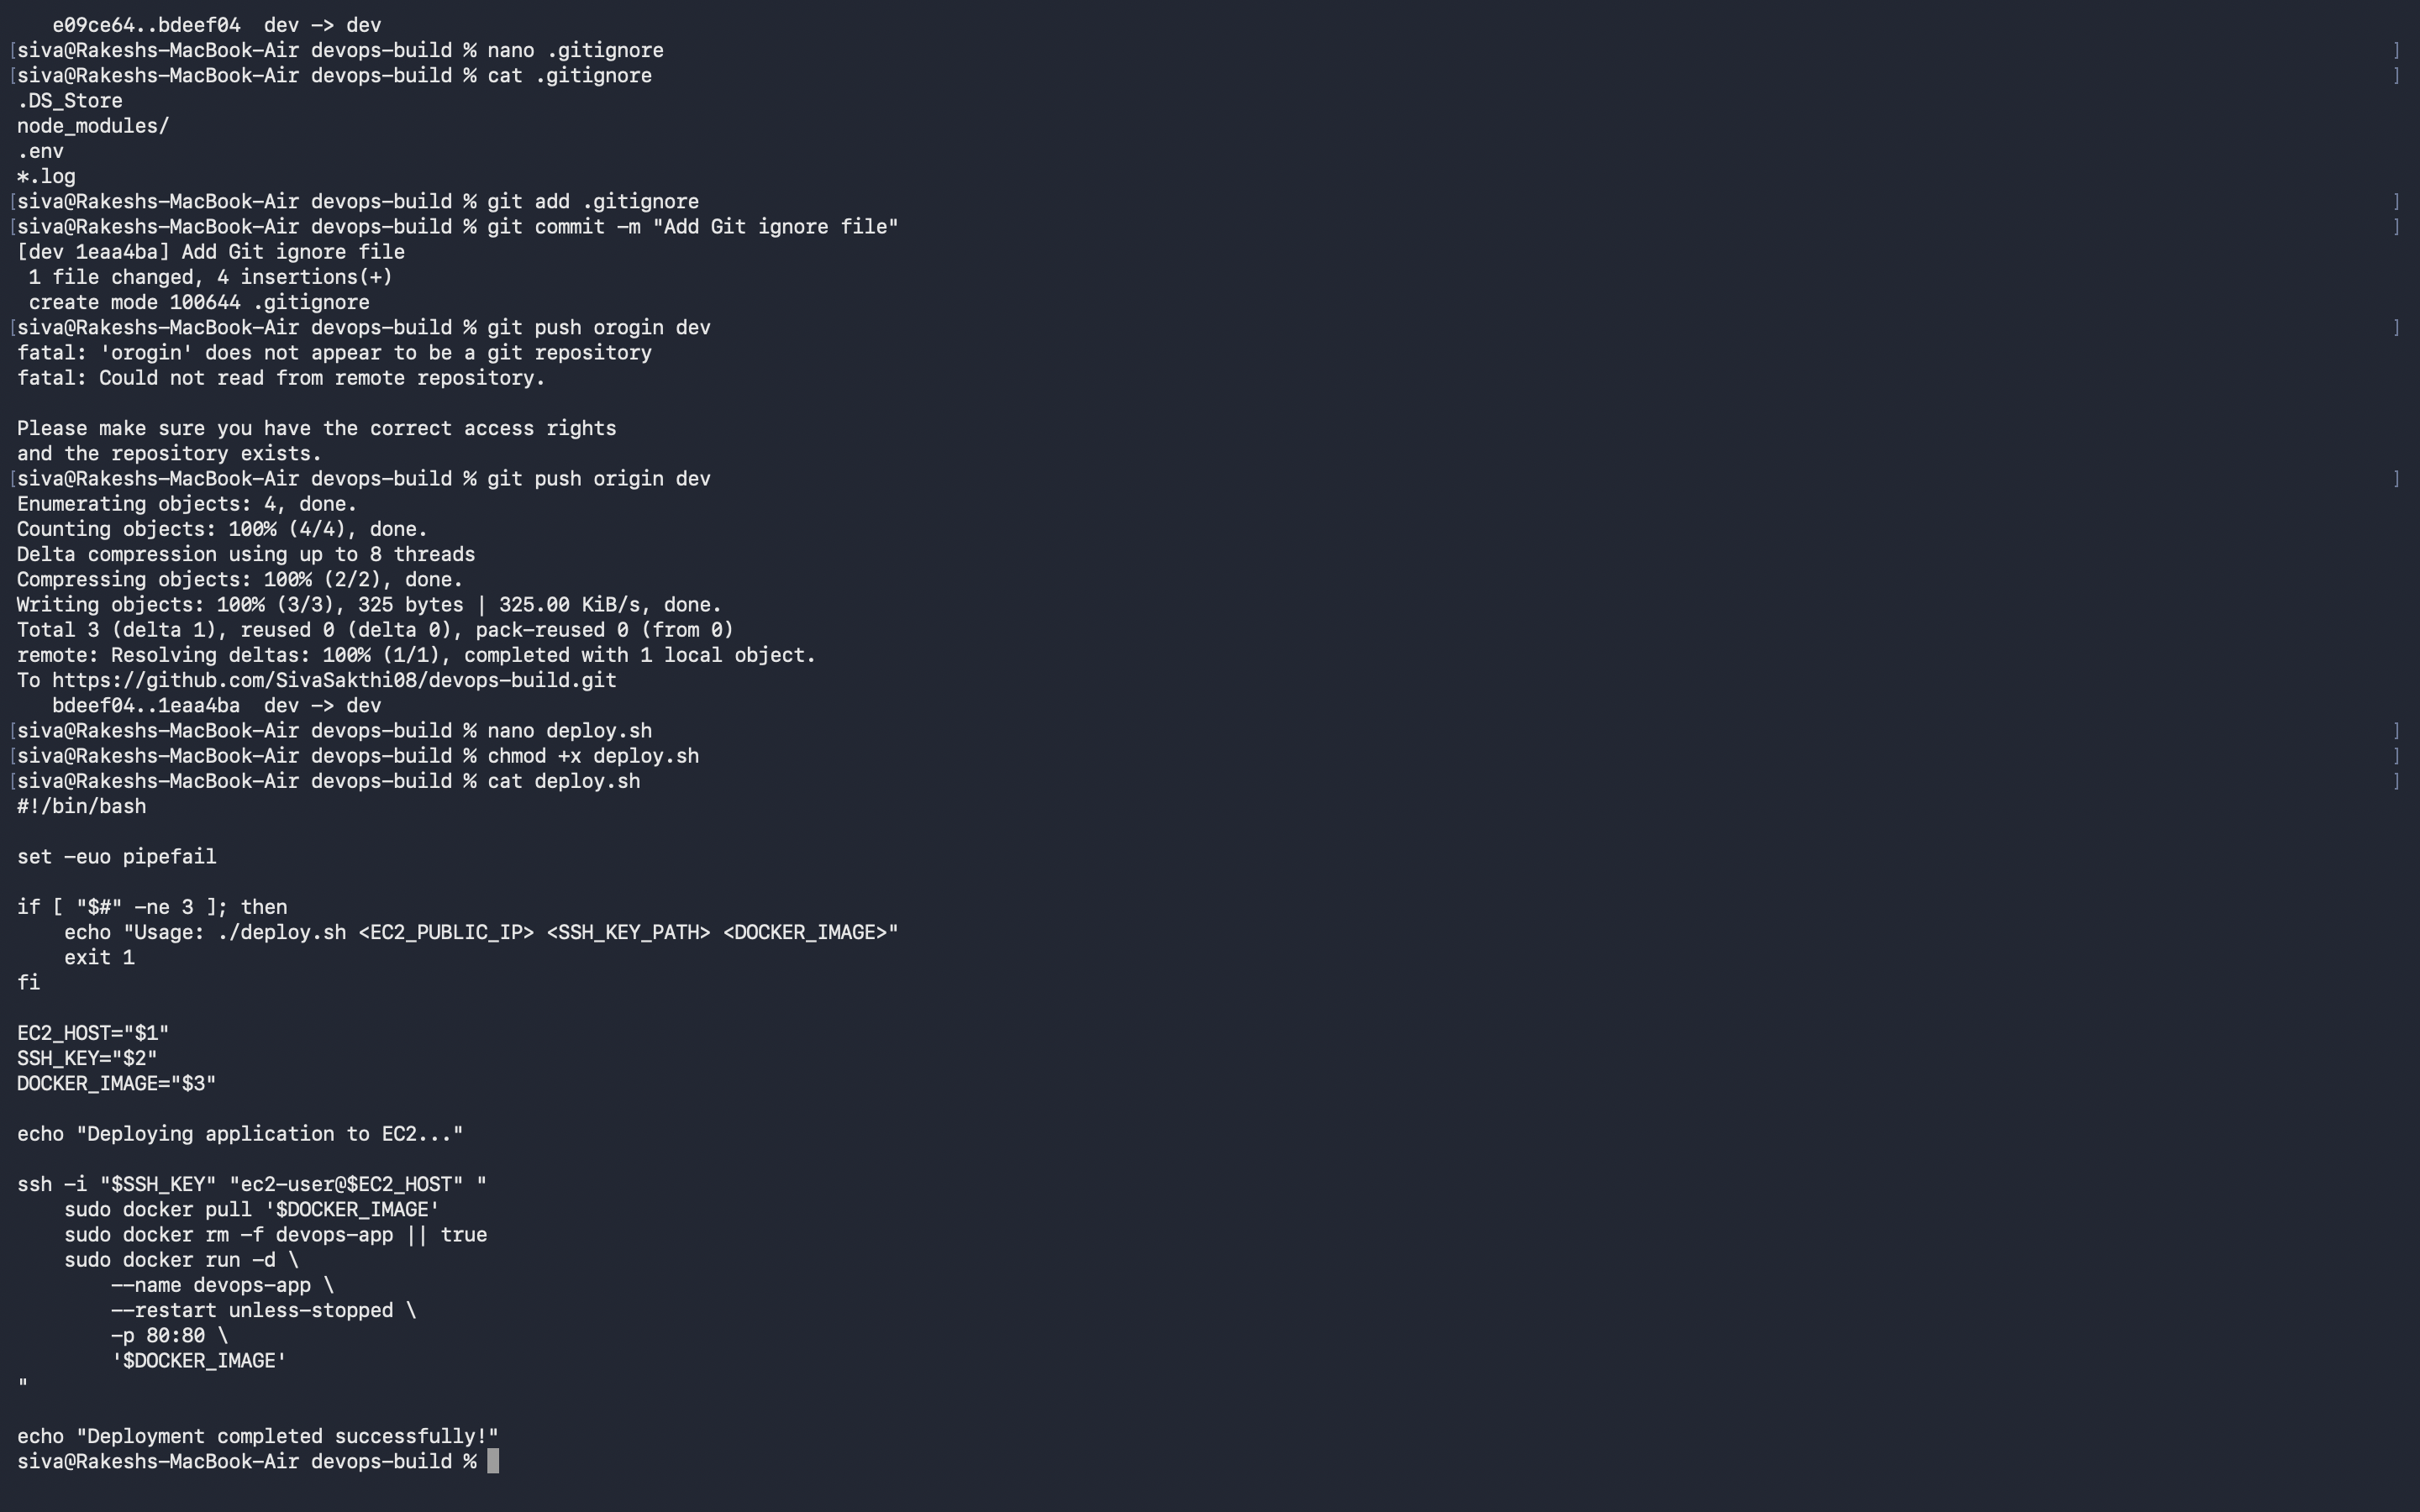 e09ce64..bdeef04  dev -> dev
[siva@Rakeshs-MacBook-Air devops-build % nano .gitignore ]
[siva@Rakeshs-MacBook-Air devops-build % cat .gitignore ]
.DS_Store
node_modules/
.env
*.log
[siva@Rakeshs-MacBook-Air devops-build % git add .gitignore ]
[siva@Rakeshs-MacBook-Air devops-build % git commit -m "Add Git ignore file" ]
[dev 1eaa4ba] Add Git ignore file
 1 file changed, 4 insertions(+)
 create mode 100644 .gitignore
[siva@Rakeshs-MacBook-Air devops-build % git push orogin dev ]
fatal: 'orogin' does not appear to be a git repository
fatal: Could not read from remote repository.

Please make sure you have the correct access rights
and the repository exists.
[siva@Rakeshs-MacBook-Air devops-build % git push origin dev ]
Enumerating objects: 4, done.
Counting objects: 100% (4/4), done.
Delta compression using up to 8 threads
Compressing objects: 100% (2/2), done.
Writing objects: 100% (3/3), 325 bytes | 325.00 KiB/s, done.
Total 3 (delta 1), reused 0 (delta 0), pack-reused 0 (from 0)
remote: Resolving deltas: 100% (1/1), completed with 1 local object.
To https://github.com/SivaSakthi08/devops-build.git
   bdeef04..1eaa4ba  dev -> dev
[siva@Rakeshs-MacBook-Air devops-build % nano deploy.sh ]
[siva@Rakeshs-MacBook-Air devops-build % chmod +x deploy.sh ]
[siva@Rakeshs-MacBook-Air devops-build % cat deploy.sh ]
#!/bin/bash

set -euo pipefail

if [ "$#" -ne 3 ]; then
    echo "Usage: ./deploy.sh <EC2_PUBLIC_IP> <SSH_KEY_PATH> <DOCKER_IMAGE>"
    exit 1
fi

EC2_HOST="$1"
SSH_KEY="$2"
DOCKER_IMAGE="$3"

echo "Deploying application to EC2..."

ssh -i "$SSH_KEY" "ec2-user@$EC2_HOST" "
    sudo docker pull '$DOCKER_IMAGE'
    sudo docker rm -f devops-app || true
    sudo docker run -d \
        --name devops-app \
        --restart unless-stopped \
        -p 80:80 \
        '$DOCKER_IMAGE'
"

echo "Deployment completed successfully!"
siva@Rakeshs-MacBook-Air devops-build %